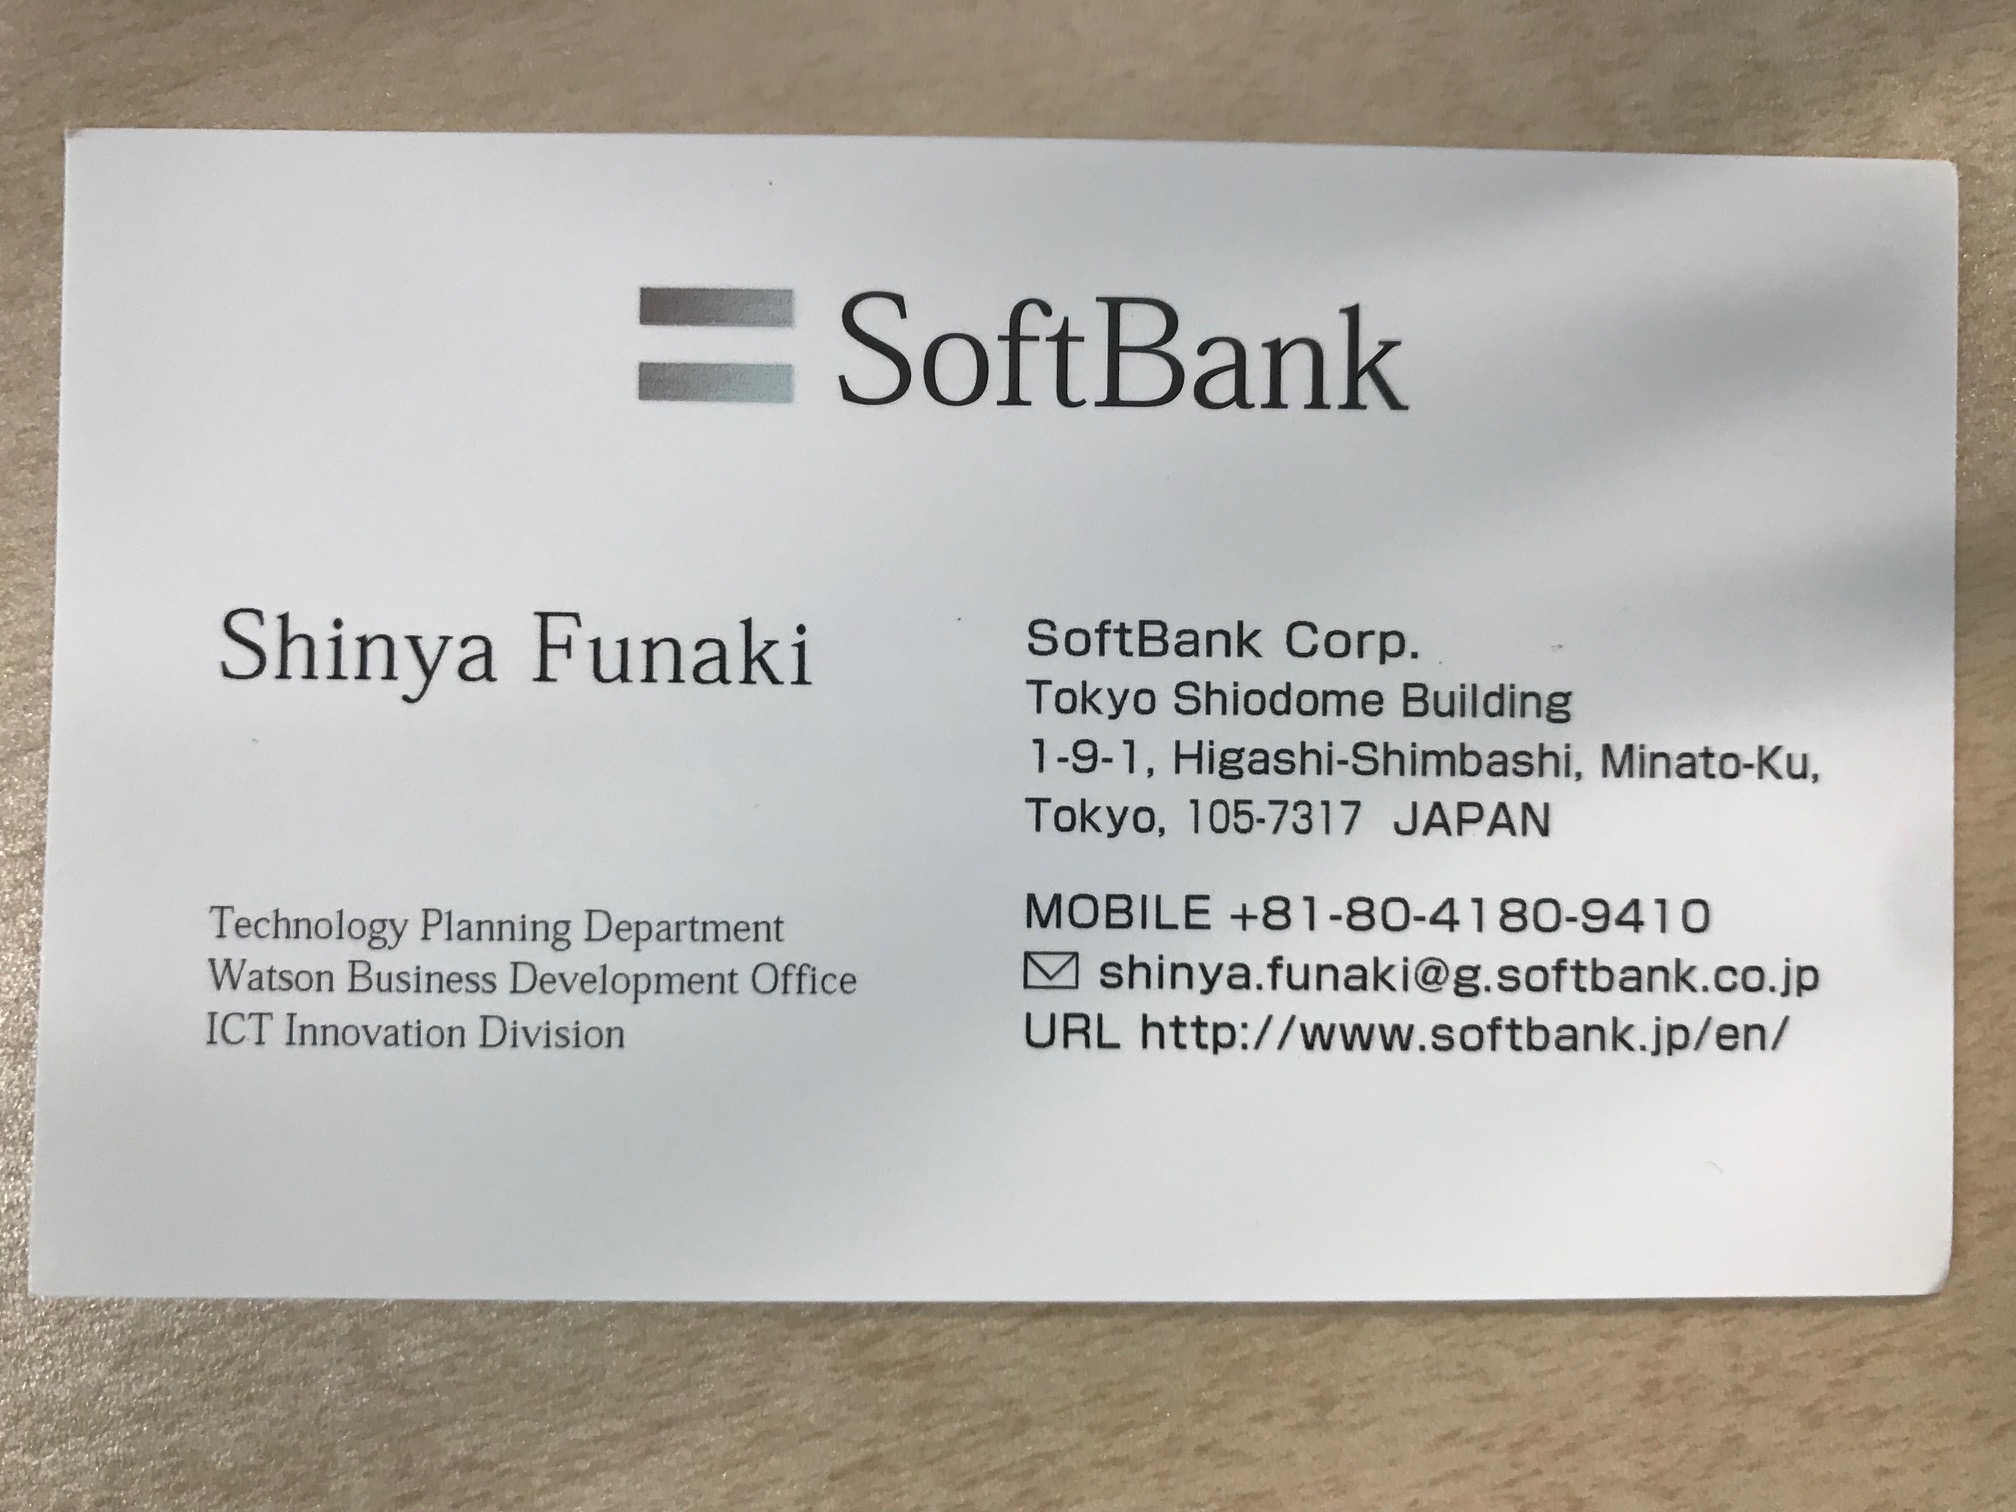 SoftBank
Shinya Funaki
Technology Planning Department
Watson Business Development Office
ICT Innovation Division
SoftBank Corp.
Tokyo Shiodome Building
1-9-1, Higashi-Shimbashi, Minato-Ku,
Tokyo, 105-7317 JAPAN
MOBILE +81-80-4180-9410
shinya.funaki@g.softbank.co.jp
URL http://www.softbank.jp/en/